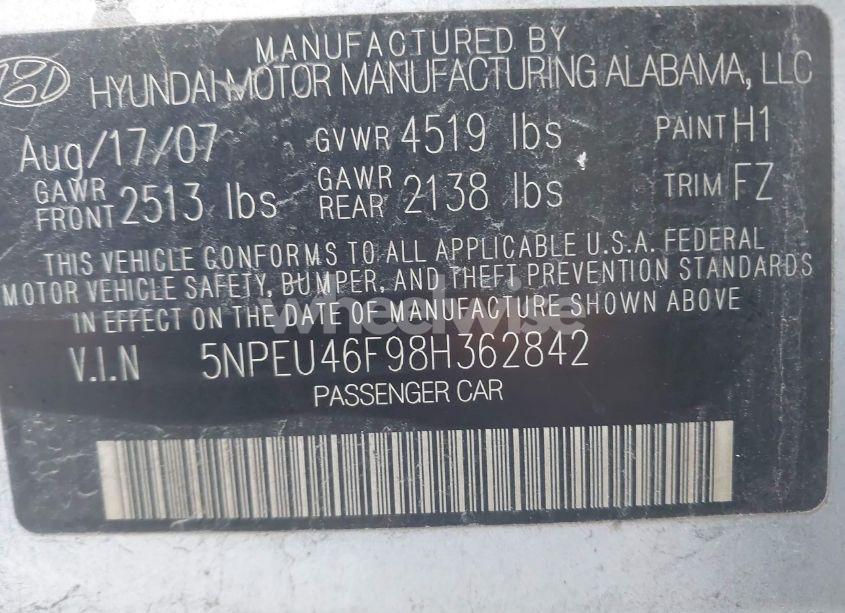 MANUFACTURED BY
HYUNDAI MOTOR MANUFACTURING ALABAMA, LLC
Aug/17/07 GVWR 4519 lbs PAINT H1
GAWR FRONT 2513 lbs GAWR REAR 2138 lbs TRIM FZ
THIS VEHICLE CONFORMS TO ALL APPLICABLE U.S.A. FEDERAL
MOTOR VEHICLE SAFETY, BUMPER, AND THEFT PREVENTION STANDARDS
IN EFFECT ON THE DATE OF MANUFACTURE SHOWN ABOVE
wheelwise
V.I.N 5NPEU46F98H362842
PASSENGER CAR